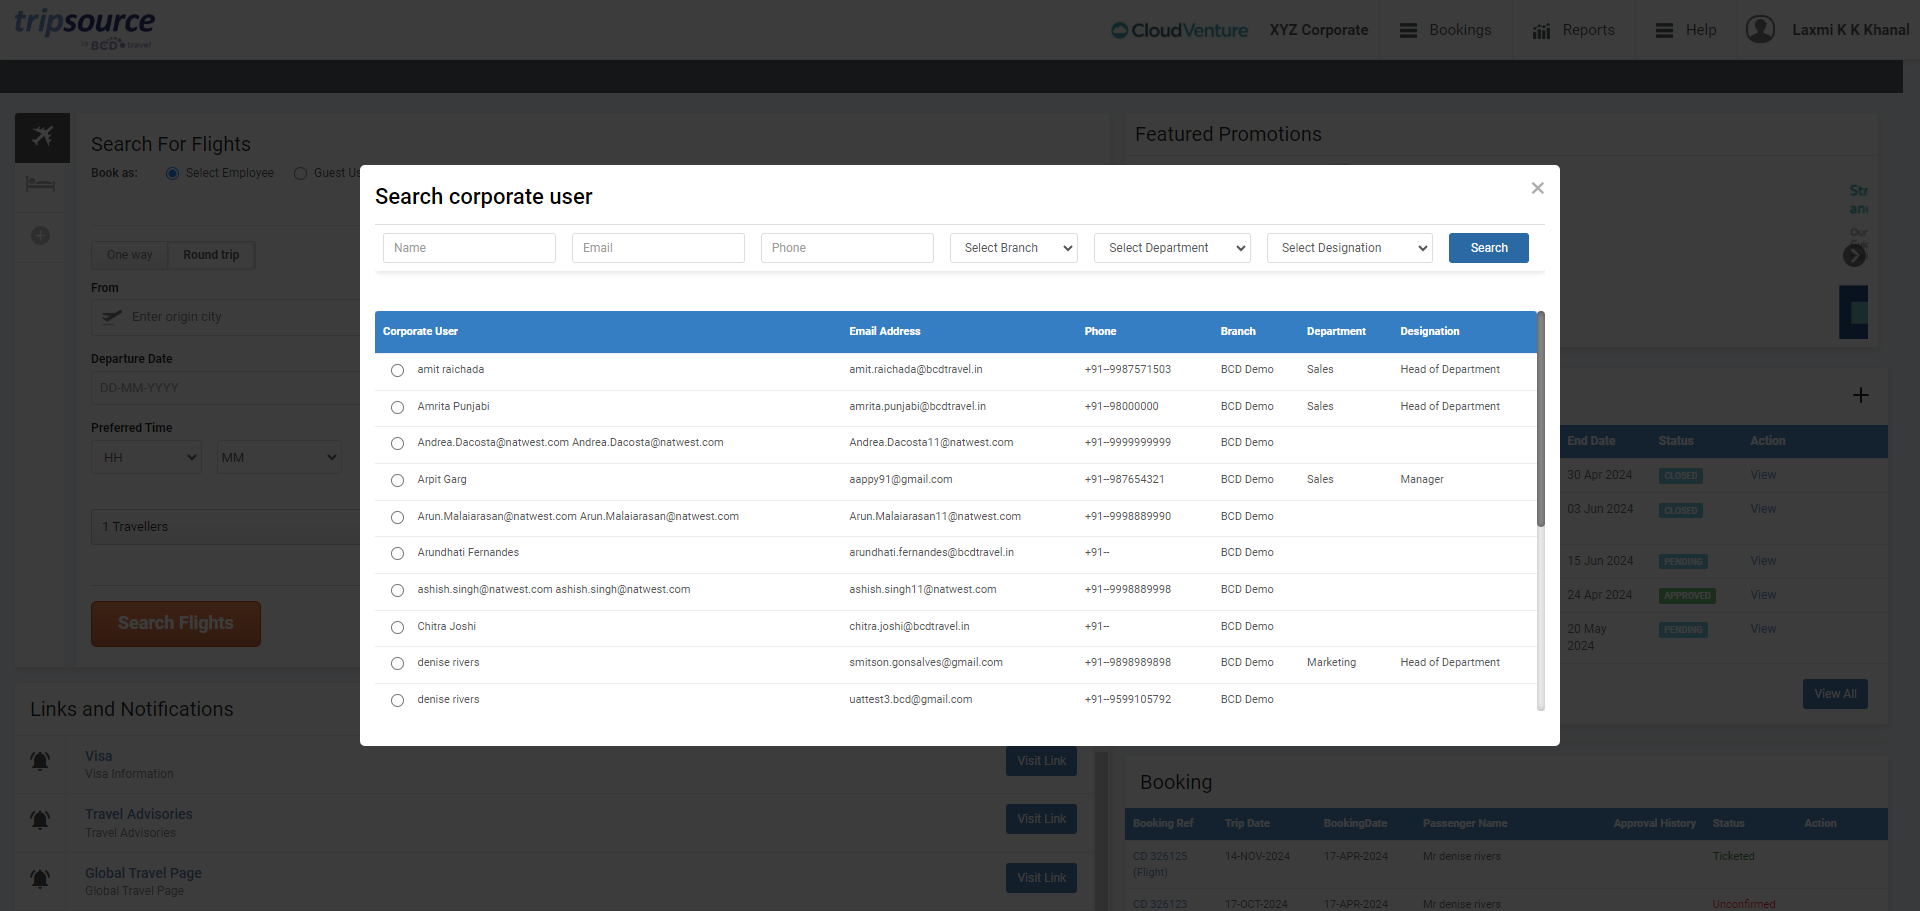 tripsource
by BCD travel
CloudVenture
XYZ Corporate
Bookings
Reports
Help
Laxmi K K Khanal
Search For Flights
Book as:
Select Employee
Guest Us
One way
Round trip
From
Enter origin city
Departure Date
DD-MM-YYYY
Preferred Time
HH
MM
1 Travellers
Search Flights
Featured Promotions
Str
and
Our
Search corporate user
×
Name
Email
Phone
Select Branch
Select Department
Select Designation
Search
Corporate User Email Address Phone Branch Department Designation
amit raichada amit.raichada@bcdtravel.in +91--9987571503 BCD Demo Sales Head of Department
Amrita Punjabi amrita.punjabi@bcdtravel.in +91--98000000 BCD Demo Sales Head of Department
Andrea.Dacosta@natwest.com Andrea.Dacosta@natwest.com Andrea.Dacosta11@natwest.com +91--9999999999 BCD Demo
Arpit Garg aappy91@gmail.com +91--987654321 BCD Demo Sales Manager
Arun.Malaiarasan@natwest.com Arun.Malaiarasan@natwest.com Arun.Malaiarasan11@natwest.com +91--9998889990 BCD Demo
Arundhati Fernandes arundhati.fernandes@bcdtravel.in +91-- BCD Demo
ashish.singh@natwest.com ashish.singh@natwest.com ashish.singh11@natwest.com +91--9998889998 BCD Demo
Chitra Joshi chitra.joshi@bcdtravel.in +91-- BCD Demo
denise rivers smitson.gonsalves@gmail.com +91--9898989898 BCD Demo Marketing Head of Department
denise rivers uattest3.bcd@gmail.com +91--9599105792 BCD Demo
End Date Status Action
30 Apr 2024 CLOSED View
03 Jun 2024 CLOSED View
15 Jun 2024 PENDING View
24 Apr 2024 APPROVED View
20 May 2024 PENDING View
View All
Links and Notifications
Visa
Visa Information
Visit Link
Travel Advisories
Travel Advisories
Visit Link
Global Travel Page
Global Travel Page
Visit Link
Booking
Booking Ref Trip Date BookingDate Passenger Name Approval History Status Action
CD 326125 (Flight) 14-NOV-2024 17-APR-2024 Mr denise rivers Ticketed
CD 326123 17-OCT-2024 17-APR-2024 Mr denise rivers Unconfirmed